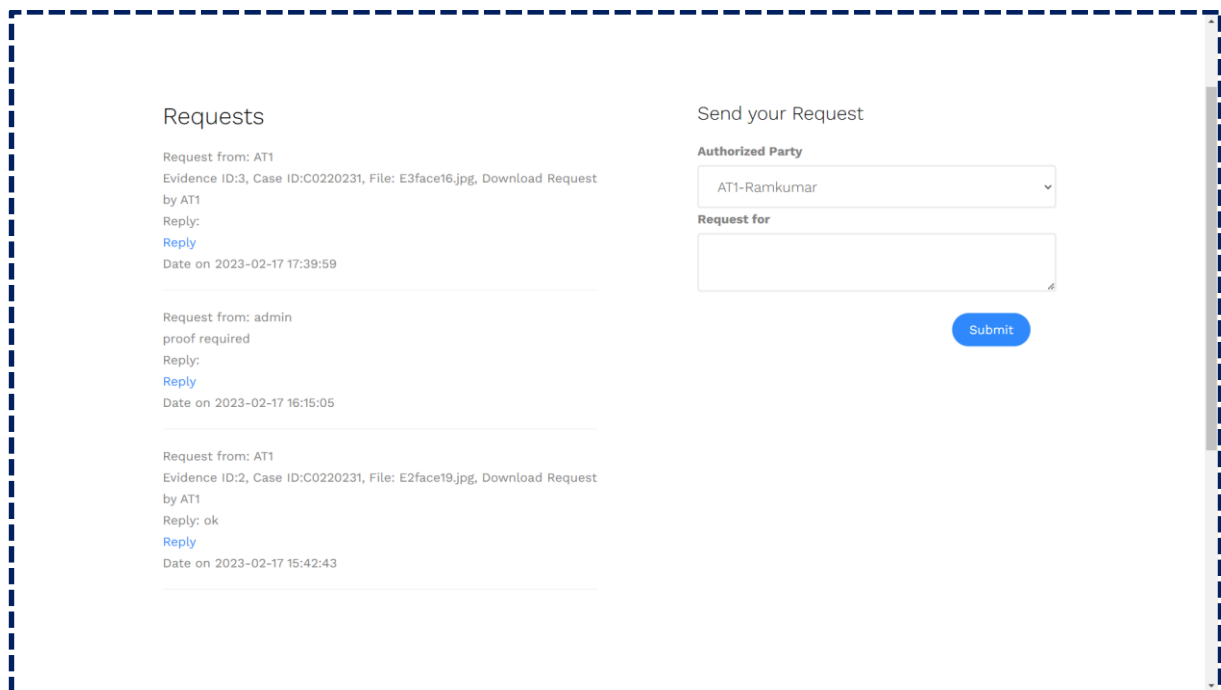 Requests
Request from: AT1
Evidence ID:3, Case ID:C0220231, File: E3face16.jpg, Download Request
by AT1
Reply:
Reply
Date on 2023-02-17 17:39:59
Request from: admin
proof required
Reply:
Reply
Date on 2023-02-17 16:15:05
Request from: AT1
Evidence ID:2, Case ID:C0220231, File: E2face19.jpg, Download Request
by AT1
Reply: ok
Reply
Date on 2023-02-17 15:42:43
Send your Request
Authorized Party
AT1-Ramkumar
Request for
Submit